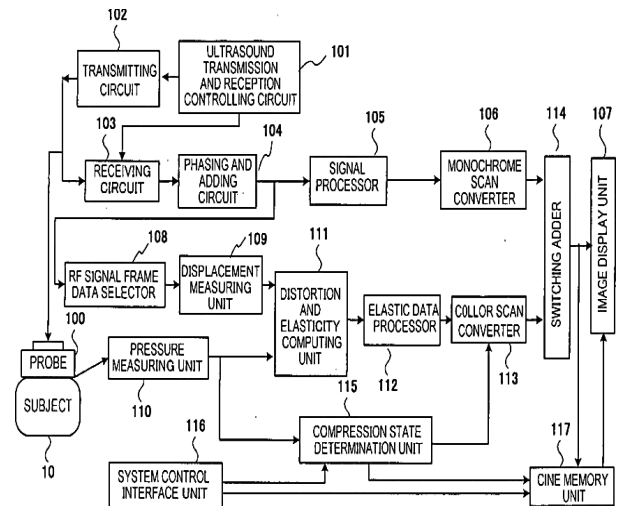 102
TRANSMITTING
CIRCUIT
ULTRASOUND
TRANSMISSION
AND RECEPTION
CONTROLLING CIRCUIT
101
103
RECEIVING
CIRCUIT
PHASING AND
ADDING
CIRCUIT
104
105
SIGNAL
PROCESSOR
106
MONOCHROME
SCAN
CONVERTER
114
SWITCHING ADDER
107
IMAGE DISPLAY UNIT
108
RF SIGNAL FRAME
DATA SELECTOR
109
DISPLACEMENT
MEASURING
UNIT
111
DISTORTION
AND
ELASTICITY
COMPUTING
UNIT
ELASTIC DATA
PROCESSOR
112
COLLOR SCAN
CONVERTER
113
100
PROBE
SUBJECT
10
PRESSURE
MEASURING UNIT
110
115
COMPRESSION STATE
DETERMINATION UNIT
116
SYSTEM CONTROL
INTERFACE UNIT
117
CINE MEMORY
UNIT